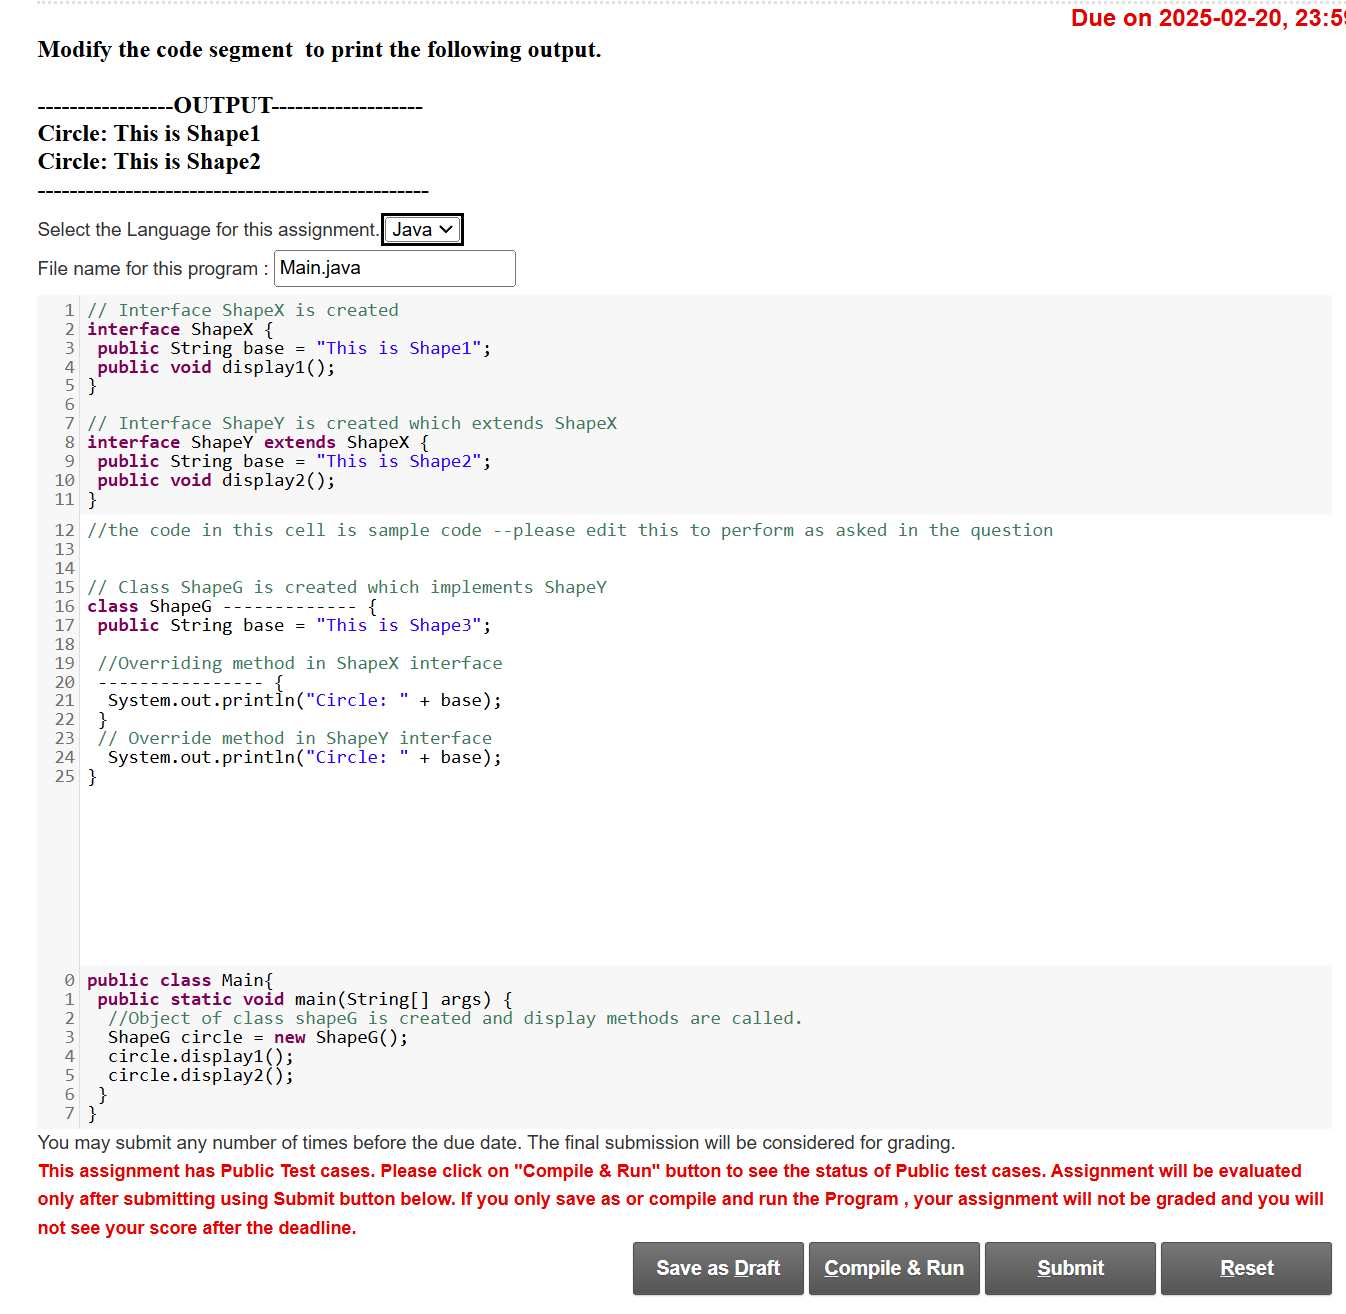 Due on 2025-02-20, 23:59
Modify the code segment  to print the following output.
-----------------OUTPUT-------------------
Circle: This is Shape1
Circle: This is Shape2
-------------------------------------------------
Select the Language for this assignment. Java
File name for this program : Main.java
1 // Interface ShapeX is created
2 interface ShapeX {
3  public String base = "This is Shape1";
4  public void display1();
5 }
6
7 // Interface ShapeY is created which extends ShapeX
8 interface ShapeY extends ShapeX {
9  public String base = "This is Shape2";
10  public void display2();
11 }
12 //the code in this cell is sample code --please edit this to perform as asked in the question
13
14
15 // Class ShapeG is created which implements ShapeY
16 class ShapeG ------------- {
17  public String base = "This is Shape3";
18
19  //Overriding method in ShapeX interface
20  ---------------- {
21   System.out.println("Circle: " + base);
22  }
23  // Override method in ShapeY interface
24   System.out.println("Circle: " + base);
25 }
0 public class Main{
1  public static void main(String[] args) {
2   //Object of class shapeG is created and display methods are called.
3   ShapeG circle = new ShapeG();
4   circle.display1();
5   circle.display2();
6  }
7 }
You may submit any number of times before the due date. The final submission will be considered for grading.
This assignment has Public Test cases. Please click on "Compile & Run" button to see the status of Public test cases. Assignment will be evaluated
only after submitting using Submit button below. If you only save as or compile and run the Program , your assignment will not be graded and you will
not see your score after the deadline.
Save as Draft Compile & Run Submit Reset